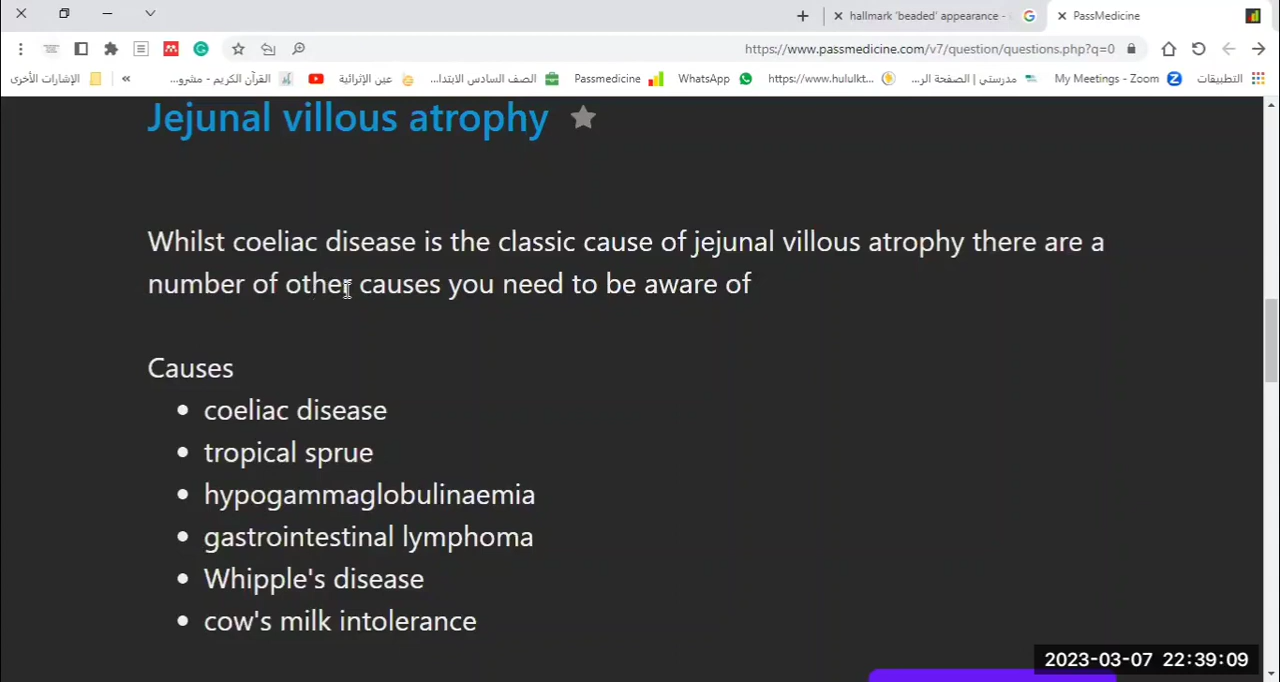 hallmark 'beaded' appearance -
PassMedicine
https://www.passmedicine.com/v7/question/questions.php?q=0
التطبيقات
My Meetings - Zoom
مدرستي | الصفحة الر...
https://www.hululkt...
WhatsApp
Passmedicine
الصف السادس الابتدا...
عين الإثرائية
القرآن الكريم - مشرو...
»
الإشارات الأخرى
Jejunal villous atrophy
Whilst coeliac disease is the classic cause of jejunal villous atrophy there are a
number of other causes you need to be aware of
Causes
• coeliac disease
• tropical sprue
• hypogammaglobulinaemia
• gastrointestinal lymphoma
• Whipple's disease
• cow's milk intolerance
2023-03-07 22:39:09